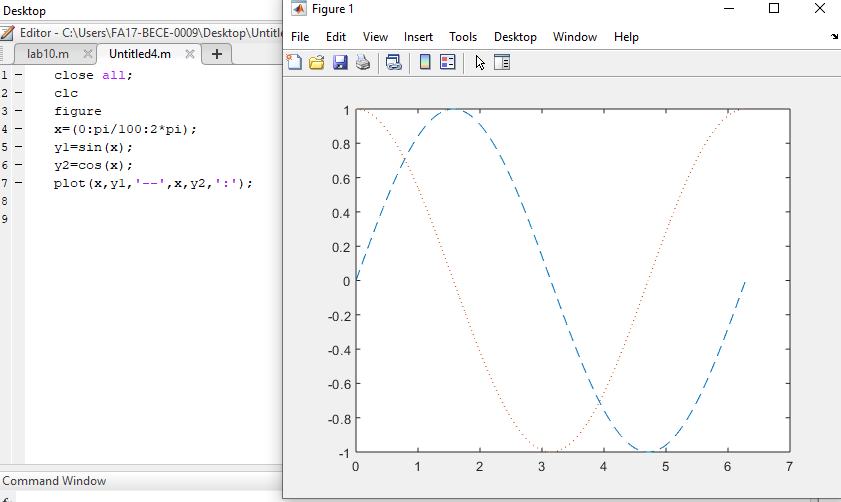 Desktop
Editor - C:\Users\FA17-BECE-0009\Desktop\Untitle
lab10.m Untitled4.m
1 close all;
2 clc
3 figure
4 x=(0:pi/100:2*pi);
5 y1=sin(x);
6 y2=cos(x);
7 plot(x,y1,'--',x,y2,':');
8
9
Command Window
Figure 1
File Edit View Insert Tools Desktop Window Help
1
0.8
0.6
0.4
0.2
0
-0.2
-0.4
-0.6
-0.8
-1
0 1 2 3 4 5 6 7